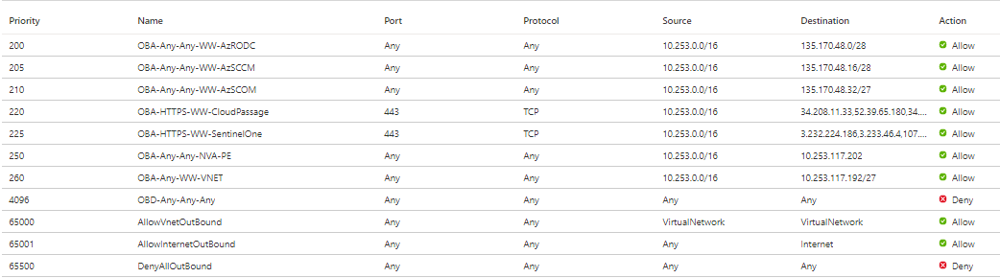 Priority Name Port Protocol Source Destination Action
200 OBA-Any-Any-WW-AzRODC Any Any 10.253.0.0/16 135.170.48.0/28 Allow
205 OBA-Any-Any-WW-AzSCCM Any Any 10.253.0.0/16 135.170.48.16/28 Allow
210 OBA-Any-Any-WW-AzSCOM Any Any 10.253.0.0/16 135.170.48.32/27 Allow
220 OBA-HTTPS-WW-CloudPassage 443 TCP 10.253.0.0/16 34.208.11.33,52.39.65.180,34.... Allow
225 OBA-HTTPS-WW-SentinelOne 443 TCP 10.253.0.0/16 3.232.224.186,3.233.46.4,107.... Allow
250 OBA-Any-Any-NVA-PE Any Any 10.253.0.0/16 10.253.117.202 Allow
260 OBA-Any-WW-VNET Any Any 10.253.0.0/16 10.253.117.192/27 Allow
4096 OBD-Any-Any-Any Any Any Any Any Deny
65000 AllowVnetOutBound Any Any VirtualNetwork VirtualNetwork Allow
65001 AllowInternetOutBound Any Any Any Internet Allow
65500 DenyAllOutBound Any Any Any Any Deny